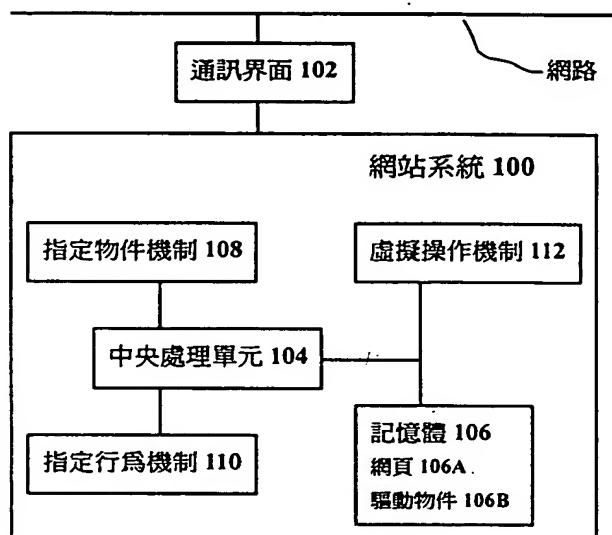 通訊界面 102
網路
網站系統 100
指定物件機制 108
虛擬操作機制 112
中央處理單元 104
記憶體 106
網頁 106A
驅動物件 106B
指定行爲機制 110